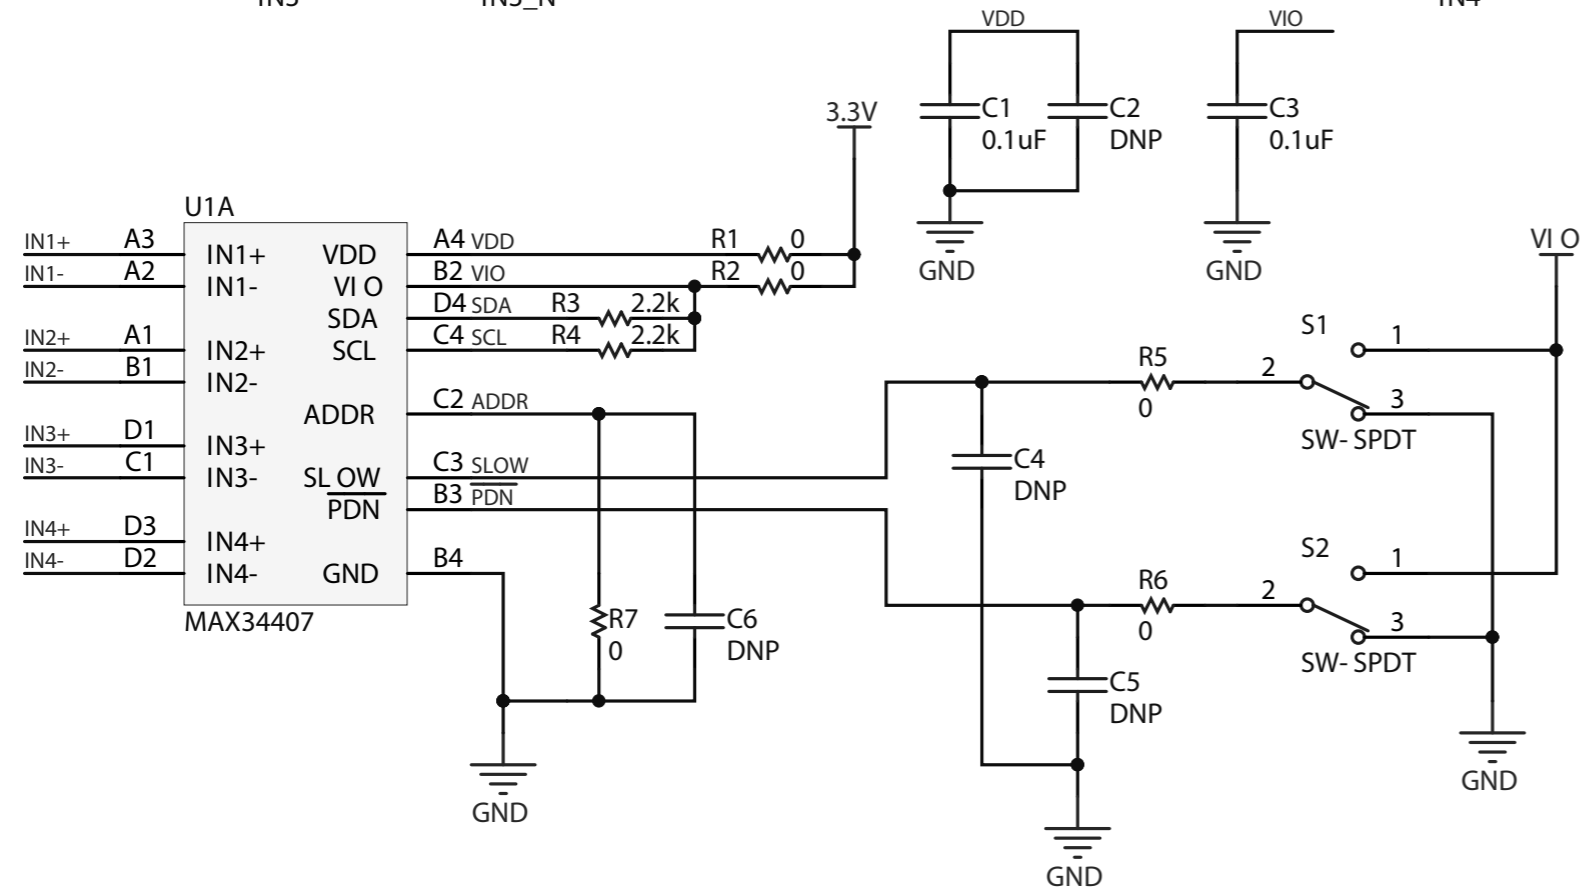 IN3 IN3_N IN4
VDD VIO
C1 C2 C3
0.1uF DNP 0.1uF
3.3V
GND GND
U1A
IN1+ A3 IN1+ VDD A4 VDD R1 0
IN1- A2 IN1- VI O B2 VIO R2 0
SDA D4 SDA R3 2.2k
IN2+ A1 IN2+ SCL C4 SCL R4 2.2k
IN2- B1 IN2-
ADDR C2 ADDR
IN3+ D1 IN3+
IN3- C1 IN3- SL OW C3 SLOW
PDN B3 PDN
IN4+ D3 IN4+
IN4- D2 IN4- GND B4
MAX34407
R7 C6
0 DNP
GND
VI O
S1 1
R5 2
0 3
SW- SPDT
C4
DNP
S2 1
R6 2
0 3
SW- SPDT
C5
DNP
GND
GND